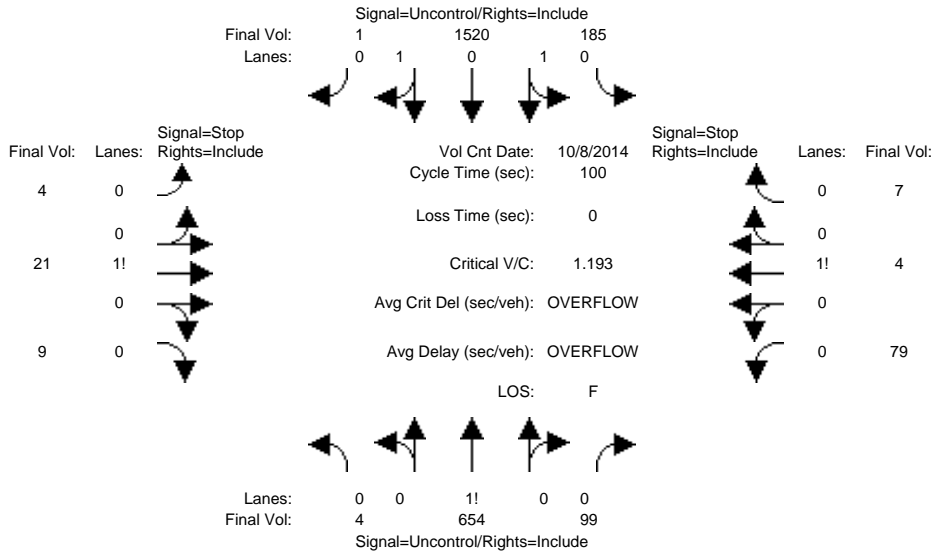 Signal=Uncontrol/Rights=Include
Final Vol: 1 1520 185
Lanes: 0 1 0 1 0
Signal=Stop Signal=Stop
Final Vol: Lanes: Rights=Include Vol Cnt Date: 10/8/2014 Rights=Include Lanes: Final Vol:
Cycle Time (sec): 100
4 0 0 7
Loss Time (sec): 0
0 0
21 1! Critical V/C: 1.193 1! 4
0 Avg Crit Del (sec/veh): OVERFLOW 0
9 0 Avg Delay (sec/veh): OVERFLOW 0 79
LOS: F
Lanes: 0 0 1! 0 0
Final Vol: 4 654 99
Signal=Uncontrol/Rights=Include